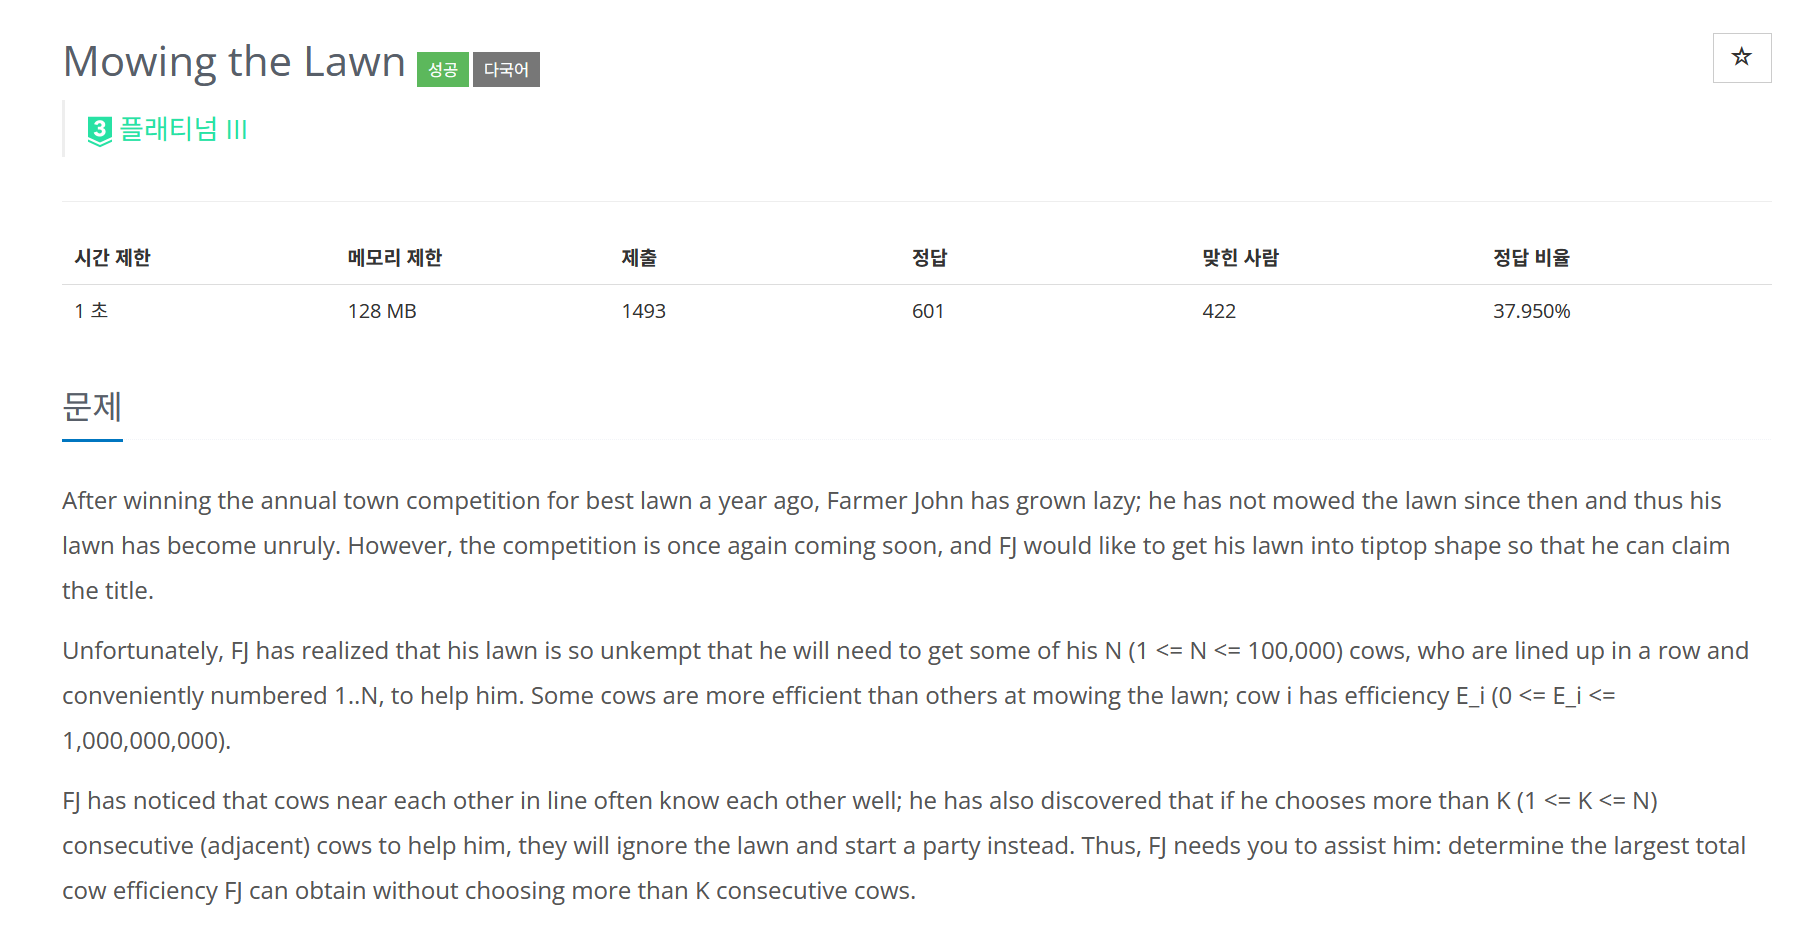 Mowing the Lawn 성공 다국어
3 플래티넘 III
시간 제한 메모리 제한 제출 정답 맞힌 사람 정답 비율
1 초 128 MB 1493 601 422 37.950%
문제
After winning the annual town competition for best lawn a year ago, Farmer John has grown lazy; he has not mowed the lawn since then and thus his
lawn has become unruly. However, the competition is once again coming soon, and FJ would like to get his lawn into tiptop shape so that he can claim
the title.
Unfortunately, FJ has realized that his lawn is so unkempt that he will need to get some of his N (1 <= N <= 100,000) cows, who are lined up in a row and
conveniently numbered 1..N, to help him. Some cows are more efficient than others at mowing the lawn; cow i has efficiency E_i (0 <= E_i <=
1,000,000,000).
FJ has noticed that cows near each other in line often know each other well; he has also discovered that if he chooses more than K (1 <= K <= N)
consecutive (adjacent) cows to help him, they will ignore the lawn and start a party instead. Thus, FJ needs you to assist him: determine the largest total
cow efficiency FJ can obtain without choosing more than K consecutive cows.